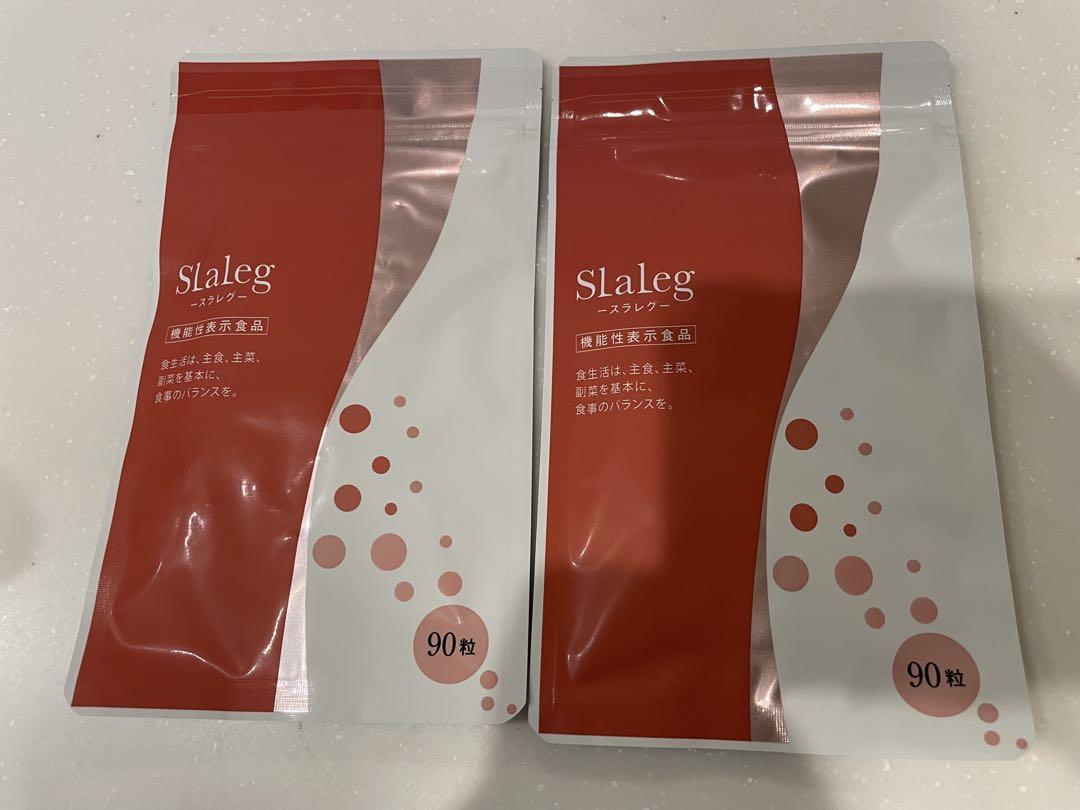 Slaleg
ースラレグー
機能性表示食品
食生活は、主食、主菜、
副菜を基本に、
食事のバランスを。
90粒
Slaleg
ースラレグー
機能性表示食品
食生活は、主食、主菜、
副菜を基本に、
食事のバランスを。
90粒